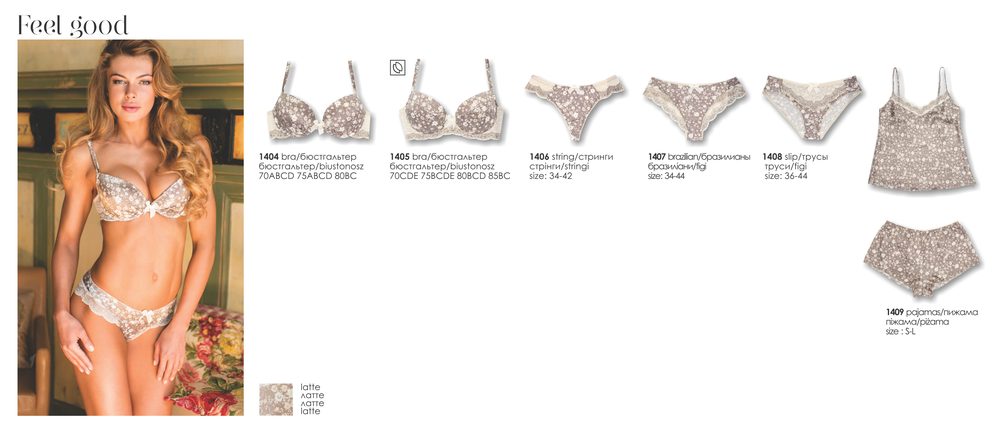 Feel good
1404 bra/бюстгальтер
бюстгальтер/biustonosz
70ABCD 75ABCD 80BC
1405 bra/бюстгальтер
бюстгальтер/biustonosz
70CDE 75BCDE 80BCD 85BC
1406 string/стринги
стрінги/stringi
size: 34-42
1407 brazilian/бразилианы
бразиліани/figi
size: 34-44
1408 slip/трусы
труси/figi
size: 36-44
1409 pajamas/пижама
піжама/piżama
size : S-L
latte
латте
латте
latte